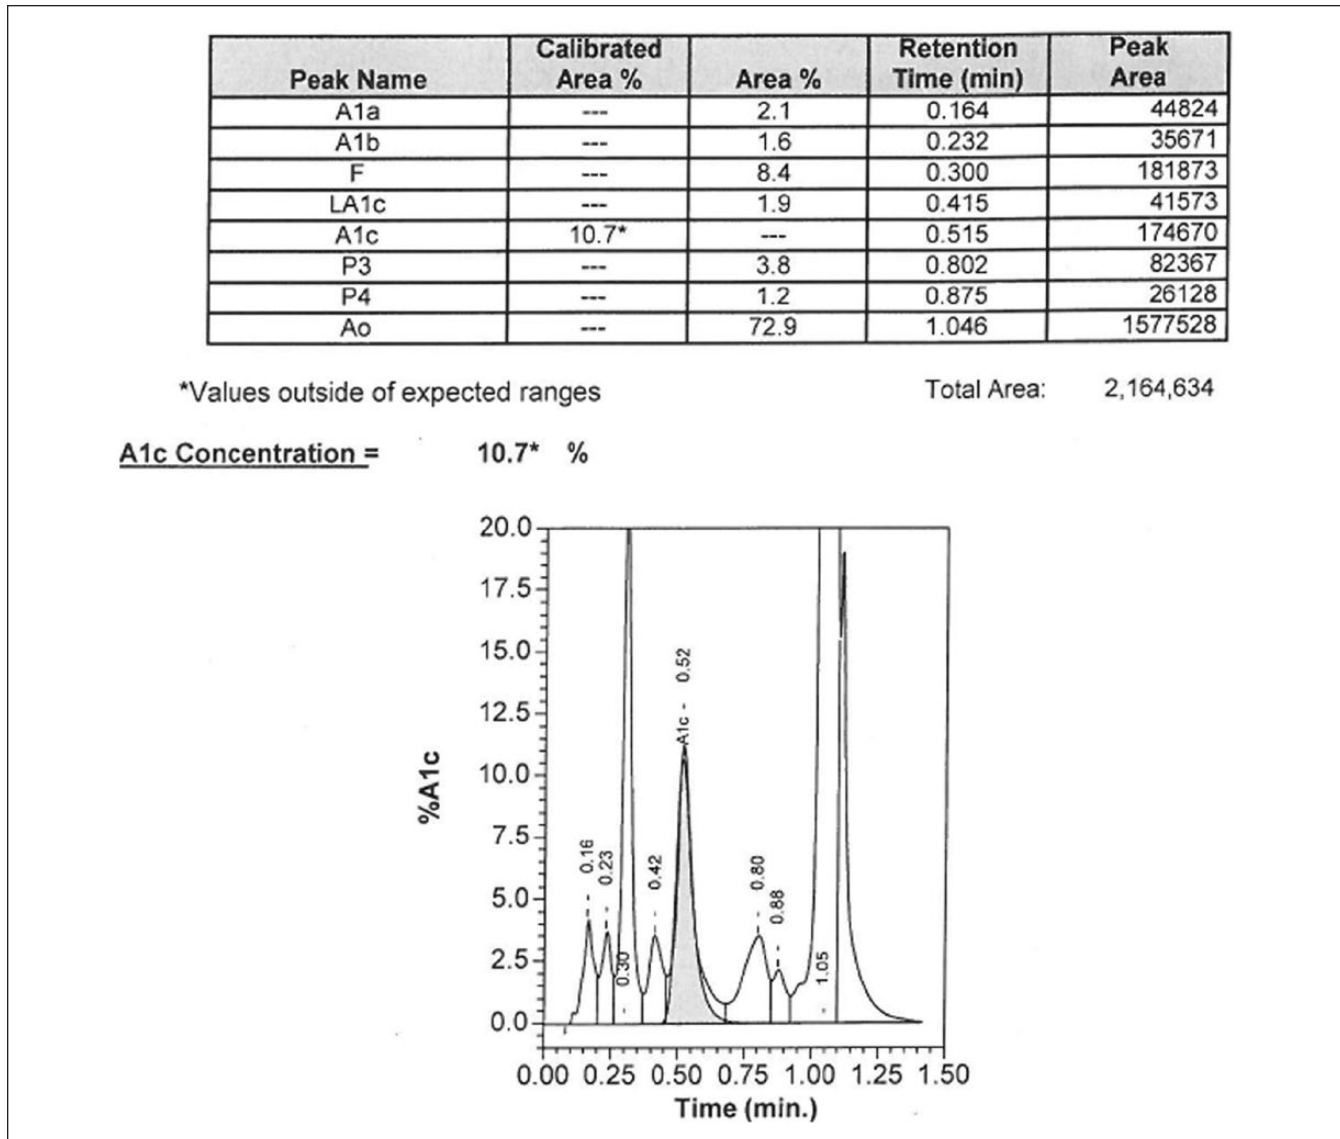 Peak Name Calibrated Area % Area % Retention Time (min) Peak Area
A1a --- 2.1 0.164 44824
A1b --- 1.6 0.232 35671
F --- 8.4 0.300 181873
LA1c --- 1.9 0.415 41573
A1c 10.7* --- 0.515 174670
P3 --- 3.8 0.802 82367
P4 --- 1.2 0.875 26128
Ao --- 72.9 1.046 1577528
*Values outside of expected ranges Total Area: 2,164,634
A1c Concentration = 10.7* %
%A1c
20.0
17.5
15.0
12.5
10.0
7.5
5.0
2.5
0.0
0.16
0.23
0.30
0.42
A1c - 0.52
0.80
0.88
1.05
0.00 0.25 0.50 0.75 1.00 1.25 1.50
Time (min.)